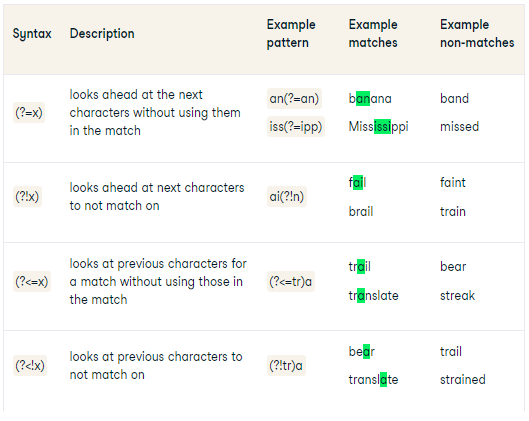 Syntax Description Example pattern Example matches Example non-matches
(?=x) looks ahead at the next characters without using them in the match
an(?=an) banana band
iss(?=ipp) Mississippi missed
(?!x) looks ahead at next characters to not match on
ai(?!n)
fail faint
brail train
(?<=x) looks at previous characters for a match without using those in the match
(?<=tr)a
trail bear
translate streak
(?<!x) looks at previous characters to not match on
(?!tr)a
bear trail
translate strained